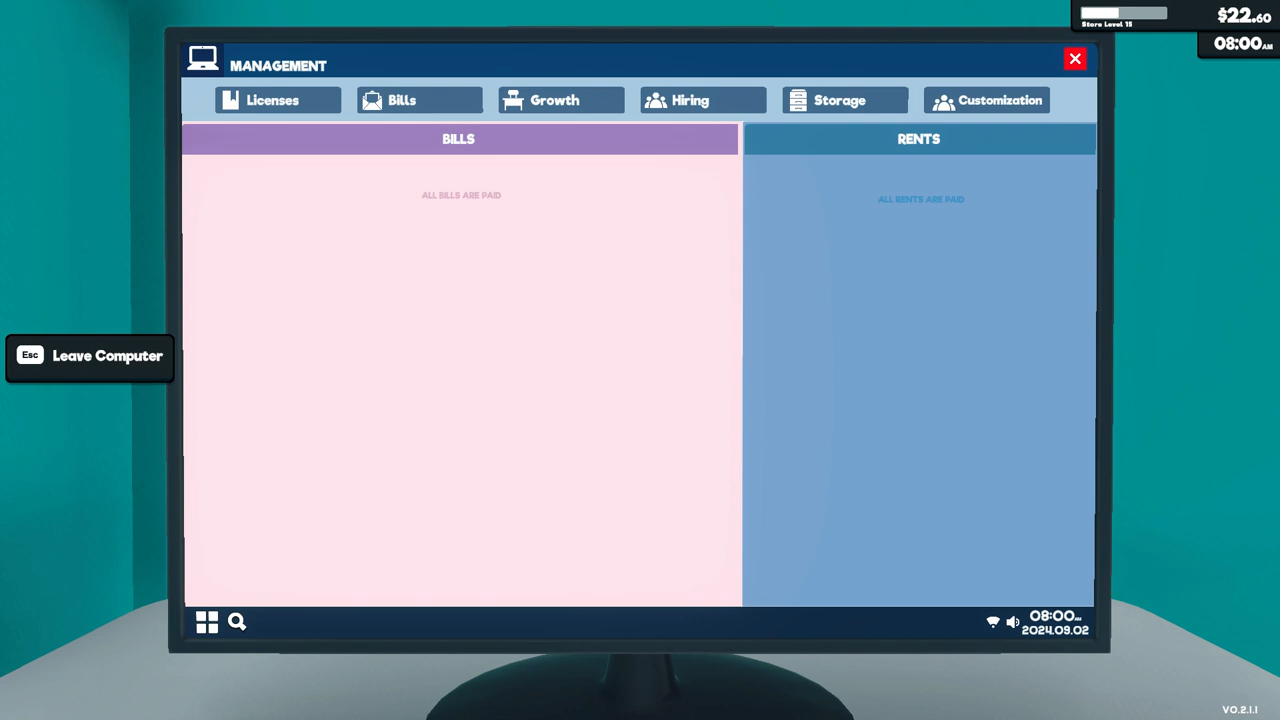 $22.60
Store Level 15
08:00AM
MANAGEMENT
Licenses
Bills
Growth
Hiring
Storage
Customization
BILLS
RENTS
ALL BILLS ARE PAID
ALL RENTS ARE PAID
Esc Leave Computer
08:00AM
2024.09.02
V0.2.1.1